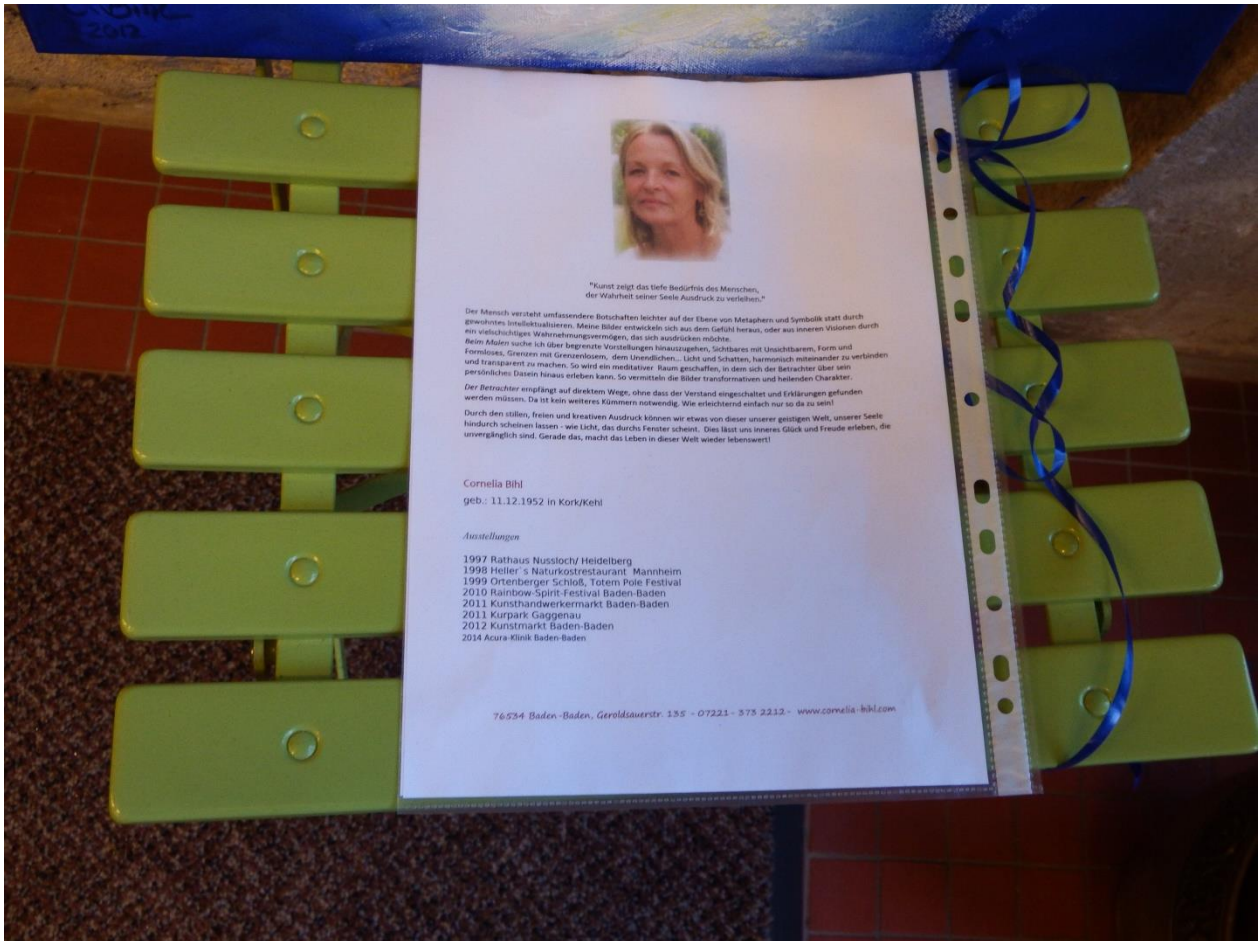 2012
"Kunst zeigt das tiefe Bedürfnis des Menschen,
der Wahrheit seiner Seele Ausdruck zu verleihen."
Der Mensch versteht umfassendere Botschaften leichter auf der Ebene von Metaphern und Symbolik statt durch
gewohntes Intellektualisieren. Meine Bilder entwickeln sich aus dem Gefühl heraus, oder aus inneren Visionen durch
ein vielschichtiges Wahrnehmungsvermögen, das sich ausdrücken möchte.
Beim Malen suche ich über begrenzte Vorstellungen hinauszugehen, Sichtbares mit Unsichtbarem, Form und
Formloses, Grenzen mit Grenzenlosem, dem Unendlichen... Licht und Schatten, harmonisch miteinander zu verbinden
und transparent zu machen. So wird ein meditativer Raum geschaffen, in dem sich der Betrachter über sein
persönliches Dasein hinaus erleben kann. So vermitteln die Bilder transformativen und heilenden Charakter.
Der Betrachter empfängt auf direktem Wege, ohne dass der Verstand eingeschaltet und Erklärungen gefunden
werden müssen. Da ist kein weiteres Kümmern notwendig. Wie erleichternd einfach nur so da zu sein!
Durch den stillen, freien und kreativen Ausdruck können wir etwas von dieser unserer geistigen Welt, unserer Seele
hindurch scheinen lassen - wie Licht, das durchs Fenster scheint. Dies lässt uns inneres Glück und Freude erleben, die
unvergänglich sind. Gerade das, macht das Leben in dieser Welt wieder lebenswert!
Cornelia Bihl
geb.: 11.12.1952 in Kork/Kehl
Ausstellungen
1997 Rathaus Nussloch/ Heidelberg
1998 Heller`s Naturkostrestaurant Mannheim
1999 Ortenberger Schloß, Totem Pole Festival
2010 Rainbow-Spirit-Festival Baden-Baden
2011 Kunsthandwerkermarkt Baden-Baden
2011 Kurpark Gaggenau
2012 Kunstmarkt Baden-Baden
2014 Acura-Klinik Baden-Baden
76534 Baden-Baden, Geroldsauerstr. 135 - 07221- 373 2212- www.cornelia-bihl.com